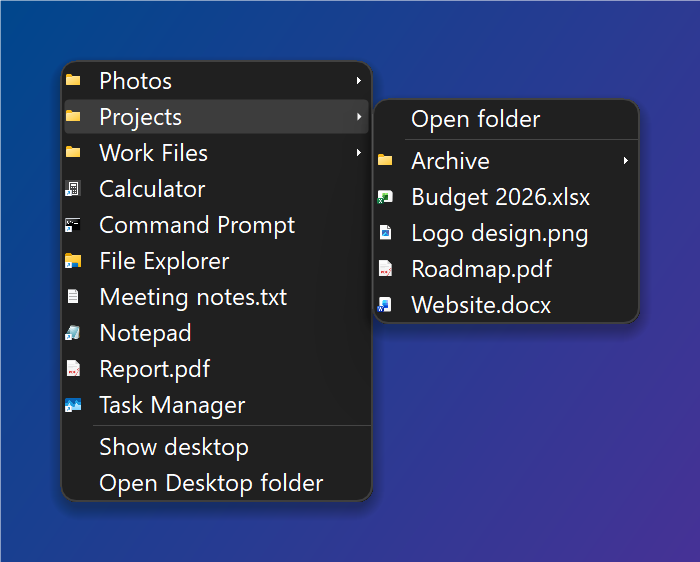 Photos
Projects
Work Files
Calculator
Command Prompt
File Explorer
Meeting notes.txt
Notepad
Report.pdf
Task Manager
Show desktop
Open Desktop folder
Open folder
Archive
Budget 2026.xlsx
Logo design.png
Roadmap.pdf
Website.docx